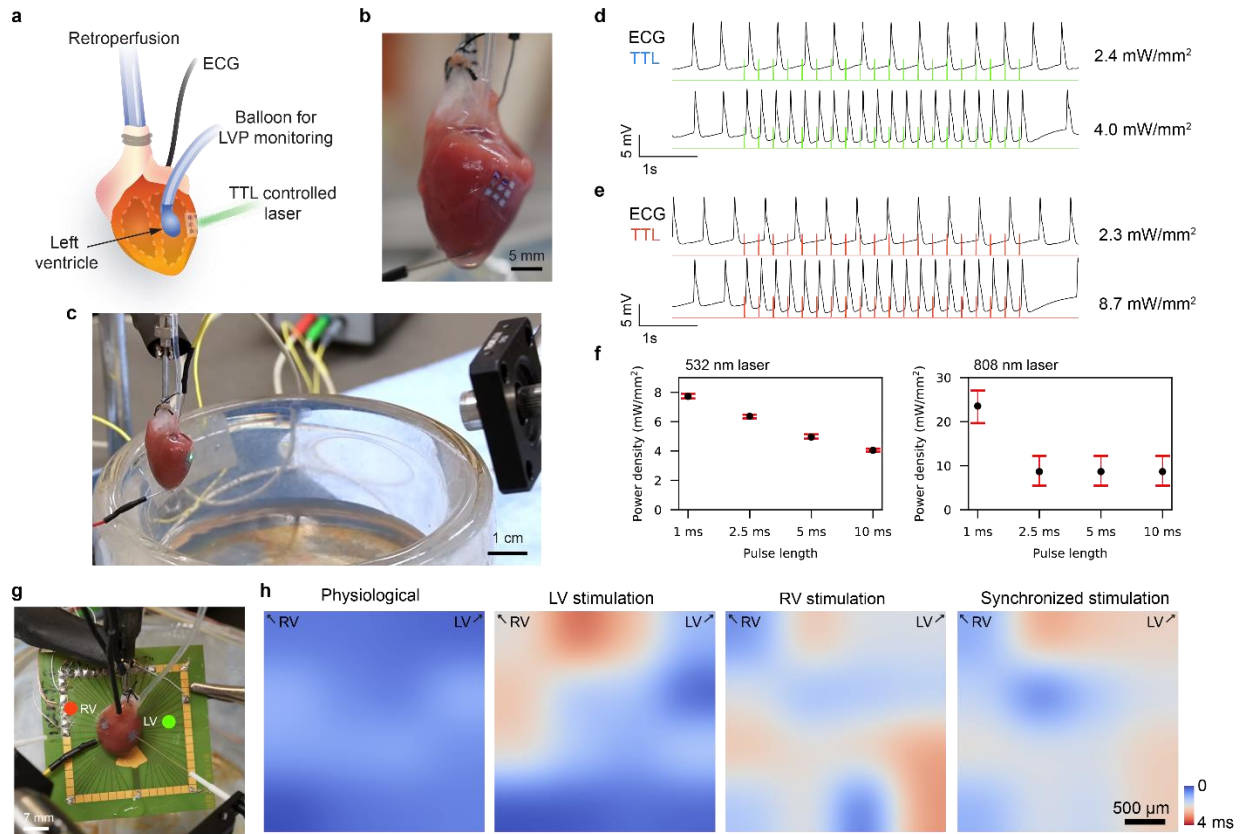 a
Retroperfusion
ECG
Balloon for
LVP monitoring
TTL controlled
laser
Left
ventricle
b
5 mm
c
1 cm
d
ECG
TTL
2.4 mW/mm²
4.0 mW/mm²
5 mV
1s
e
ECG
TTL
2.3 mW/mm²
8.7 mW/mm²
5 mV
1s
f
532 nm laser
Power density (mW/mm²)
8
6
4
2
0
1 ms 2.5 ms 5 ms 10 ms
Pulse length
808 nm laser
Power density (mW/mm²)
30
20
10
0
1 ms 2.5 ms 5 ms 10 ms
Pulse length
g
RV
LV
7 mm
h
Physiological
RV LV
LV stimulation
RV LV
RV stimulation
RV LV
Synchronized stimulation
RV LV
500 µm
0
4 ms